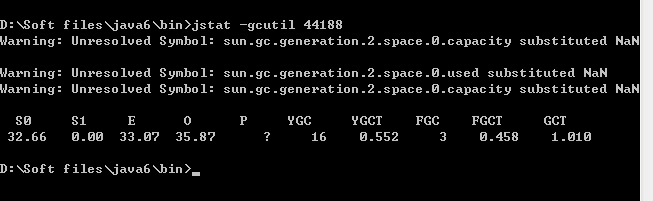 D:\Soft files\java6\bin>jstat -gcutil 44188
Warning: Unresolved Symbol: sun.gc.generation.2.space.0.capacity substituted NaN
Warning: Unresolved Symbol: sun.gc.generation.2.space.0.used substituted NaN
Warning: Unresolved Symbol: sun.gc.generation.2.space.0.capacity substituted NaN
S0 S1 E O P YGC YGCT FGC FGCT GCT
32.66 0.00 33.07 35.87 ? 16 0.552 3 0.458 1.010
D:\Soft files\java6\bin>_